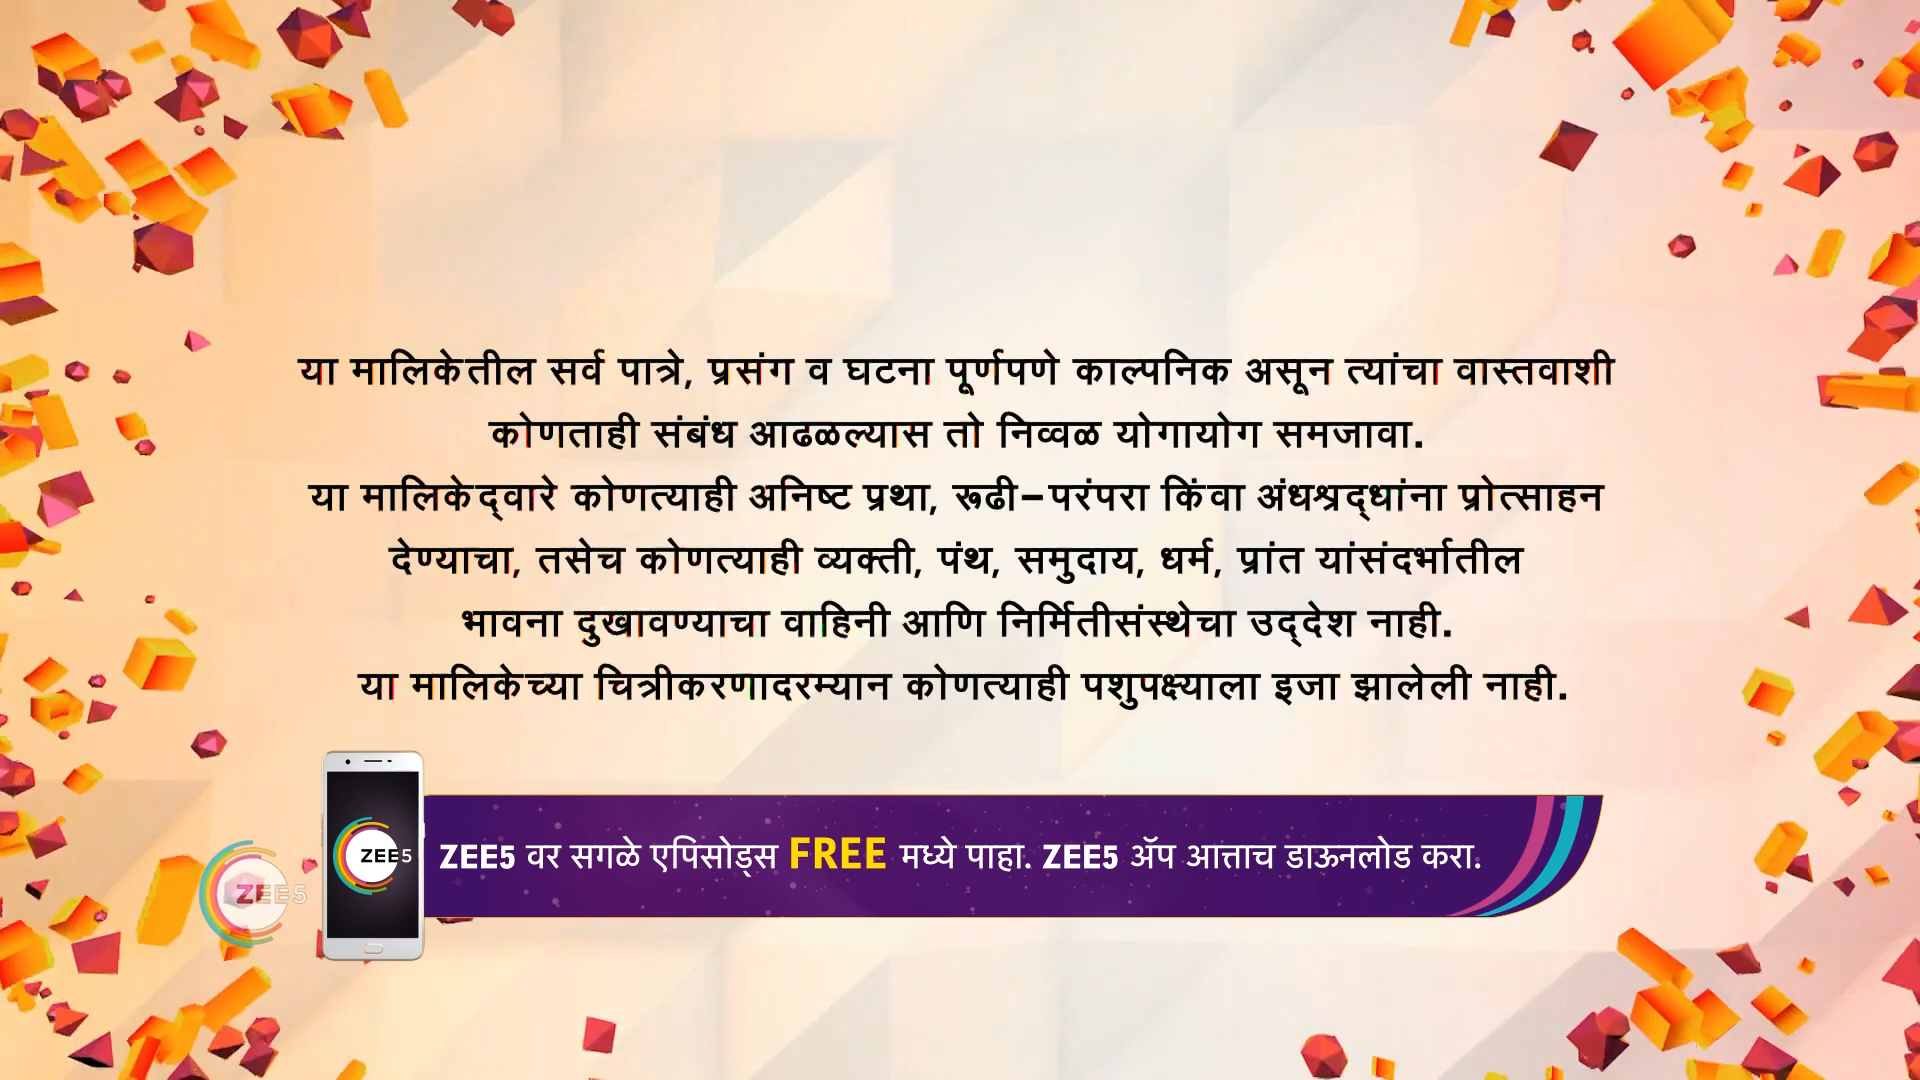 या मालिकेतील सर्व पात्रे, प्रसंग व घटना पूर्णपणे काल्पनिक असून त्यांचा वास्तवाशी
कोणताही संबंध आढळल्यास तो निव्वळ योगायोग समजावा.
या मालिकेद्वारे कोणत्याही अनिष्ट प्रथा, रूढी–परंपरा किंवा अंधश्रद्धांना प्रोत्साहन
देण्याचा, तसेच कोणत्याही व्यक्ती, पंथ, समुदाय, धर्म, प्रांत यांसंदर्भातील
भावना दुखावण्याचा वाहिनी आणि निर्मितीसंस्थेचा उद्देश नाही.
या मालिकेच्या चित्रीकरणादरम्यान कोणत्याही पशुपक्ष्याला इजा झालेली नाही.
ZEE5 वर सगळे एपिसोड्स FREE मध्ये पाहा. ZEE5 ॲप आत्ताच डाऊनलोड करा.
ZEE5
ZEE5